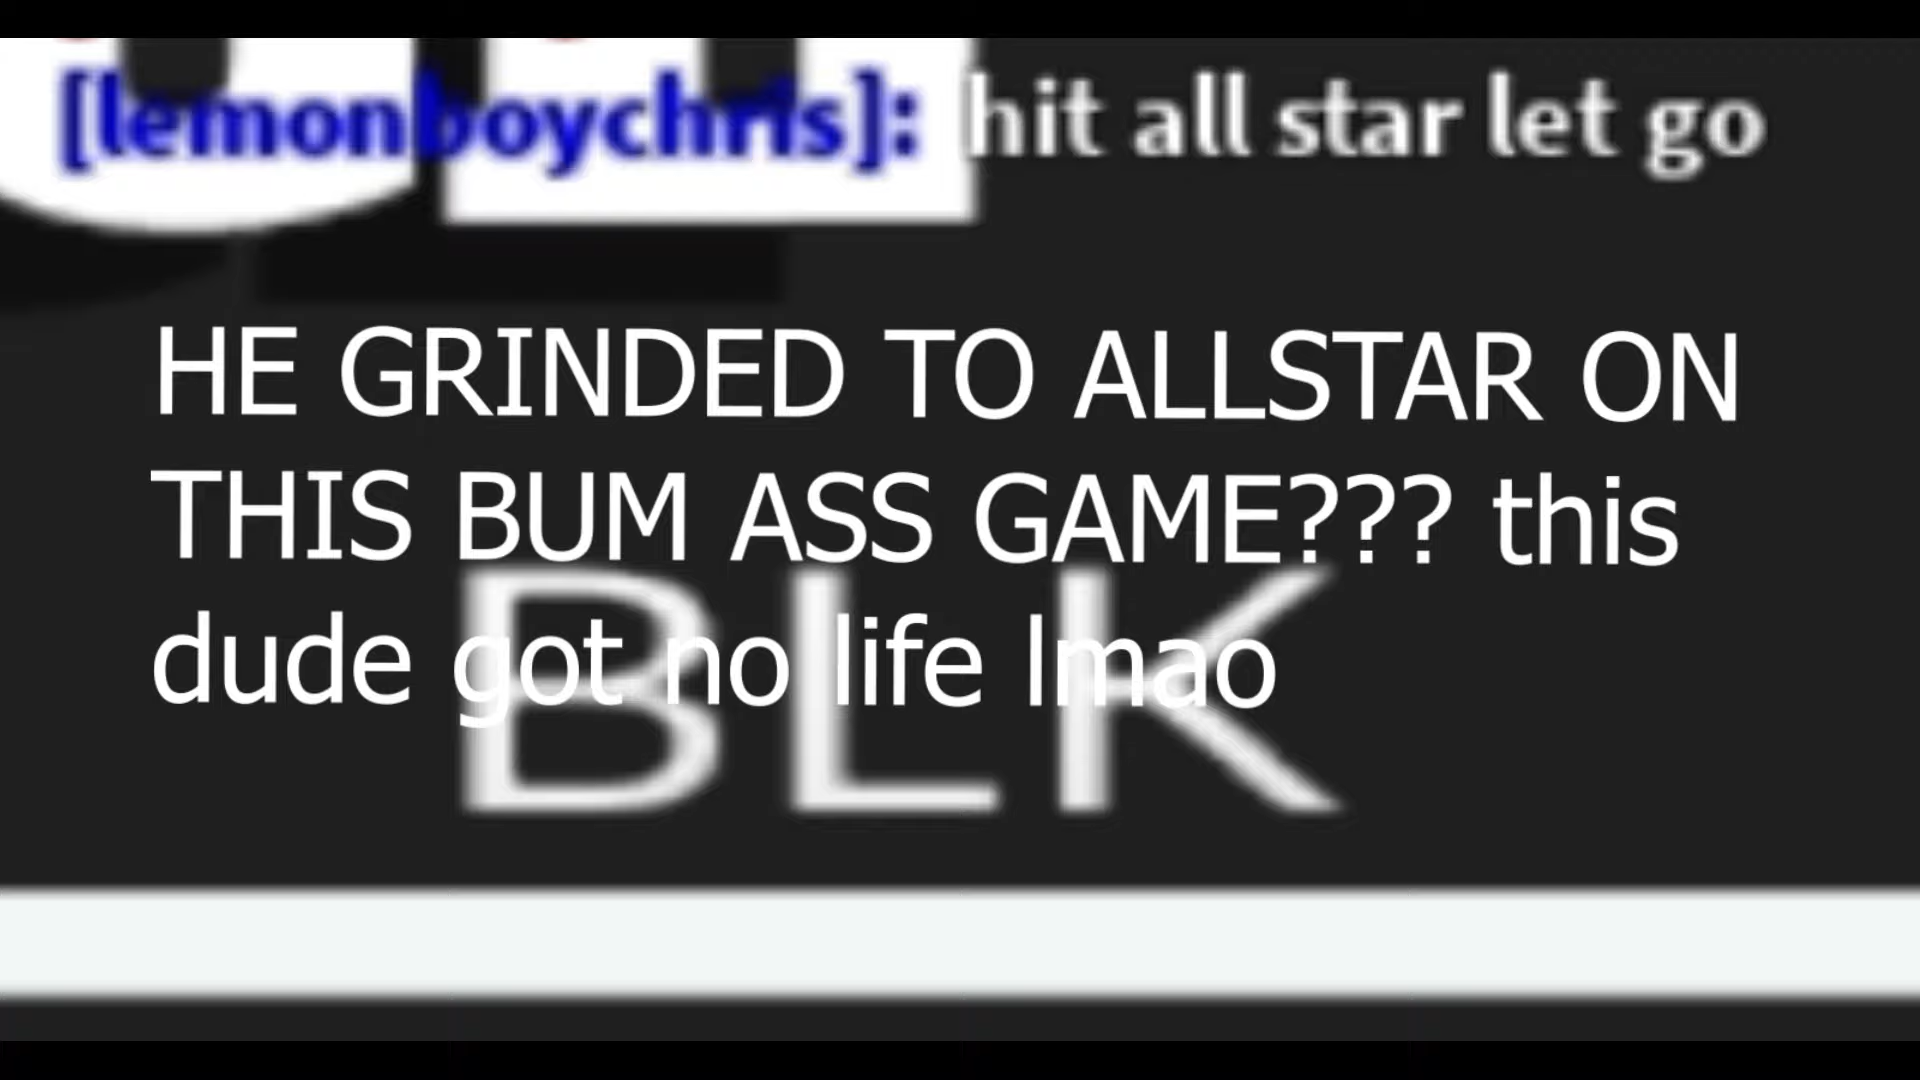 [lemonboychris]: hit all star let go
HE GRINDED TO ALLSTAR ON
THIS BUM ASS GAME??? this
dude got no life lmao
BLK